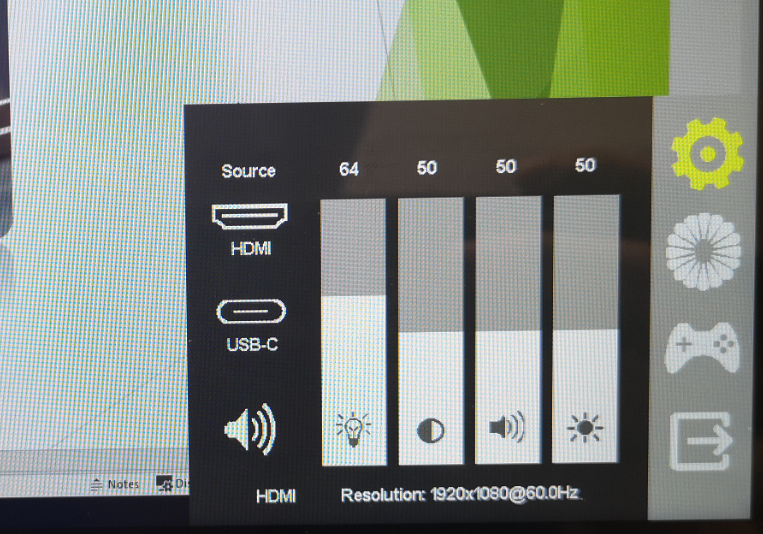 Source 64 50 50 50
HDMI
USB-C
Notes
HDMI Resolution: 1920x1080@60.0Hz